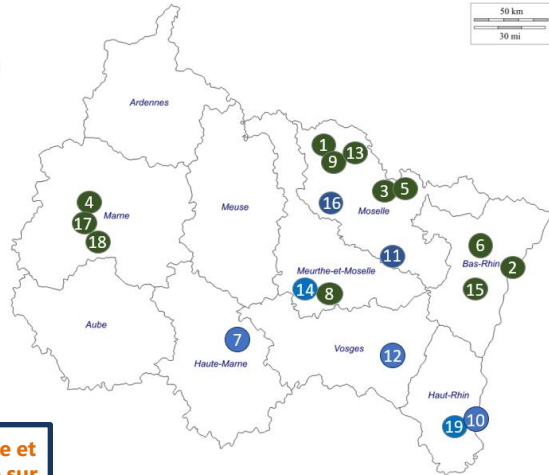 50 km
30 mi
Ardennes
1
13
9
3
5
4
Marne
Meuse
16
Moselle
17
18
6
11
Bas-Rhin
2
Meurthe-et-Moselle
14
8
15
Aube
7
Vosges
12
Haute-Marne
Haut-Rhin
19
10
e et
sur